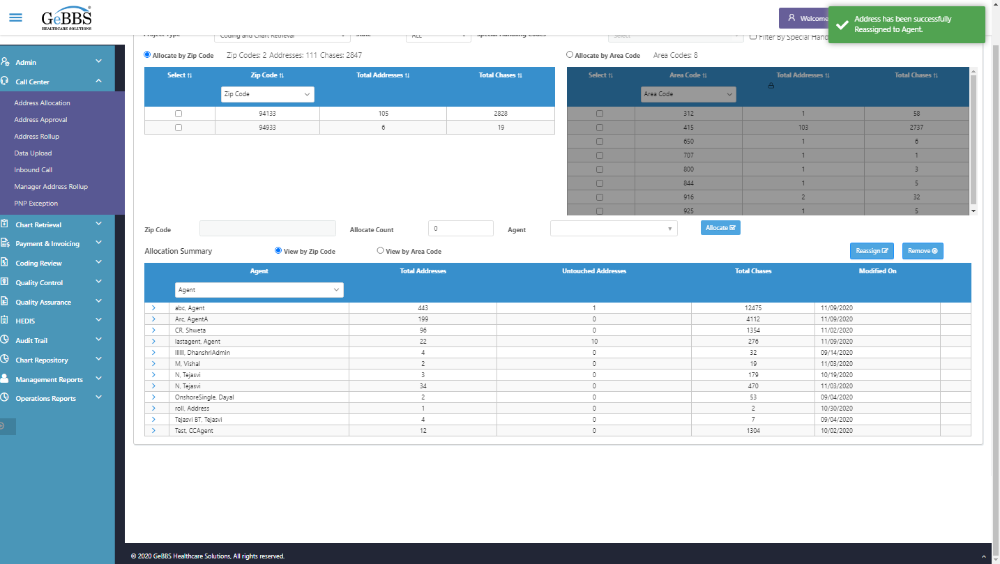 GeBBS
HEALTHCARE SOLUTIONS
Welcome
Address has been successfully
Reassigned to Agent.
Project Type Coding and Chart Retrieval State ALL Special Handling Codes Select Filter By Special Hand
Allocate by Zip Code Zip Codes: 2 Addresses: 111 Chases: 2847 Allocate by Area Code Area Codes: 8
Admin
Call Center
Address Allocation
Address Approval
Address Rollup
Data Upload
Inbound Call
Manager Address Rollup
PNP Exception
Chart Retrieval
Payment & Invoicing
Coding Review
Quality Control
Quality Assurance
HEDIS
Audit Trail
Chart Repository
Management Reports
Operations Reports
Select Zip Code Total Addresses Total Chases
Zip Code
94133 105 2828
94933 6 19
Select Area Code Total Addresses Total Chases
Area Code
312 1 58
415 103 2737
650 1 6
707 1 1
800 1 3
844 1 5
916 2 32
925 1 5
Zip Code Allocate Count 0 Agent Allocate
Allocation Summary View by Zip Code View by Area Code Reassign Remove
Agent Total Addresses Untouched Addresses Total Chases Modified On
Agent
abc, Agent 443 1 12475 11/09/2020
Arc, AgentA 199 0 4112 11/09/2020
CR, Shweta 96 0 1354 11/02/2020
lastagent, Agent 22 10 276 11/09/2020
DhanshriAdmin 4 0 32 09/14/2020
M, Vishal 2 0 19 11/03/2020
N, Tejasvi 3 0 179 10/19/2020
N, Tejasvi 34 0 470 11/03/2020
OnshoreSingle, Dayal 2 0 53 09/04/2020
roll, Address 1 0 2 10/30/2020
Tejasvi BT, Tejasvi 4 0 7 09/04/2020
Test, CCAgent 12 0 1304 10/02/2020
© 2020 GeBBS Healthcare Solutions, All rights reserved.